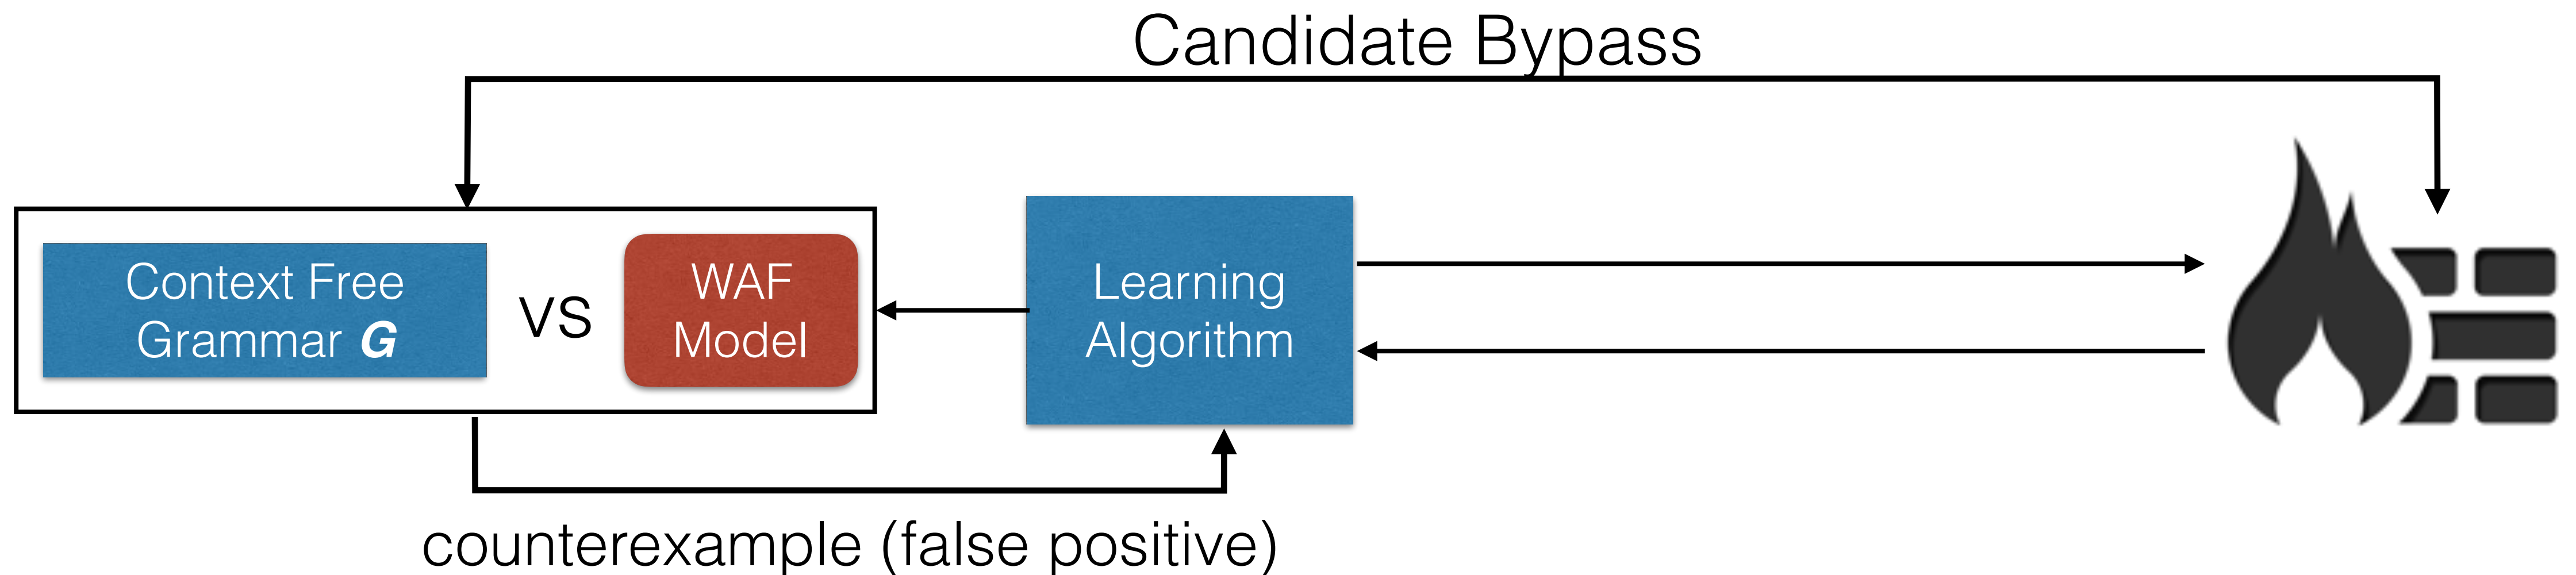 Candidate Bypass
Context Free
Grammar G
VS
WAF
Model
Learning
Algorithm
counterexample (false positive)